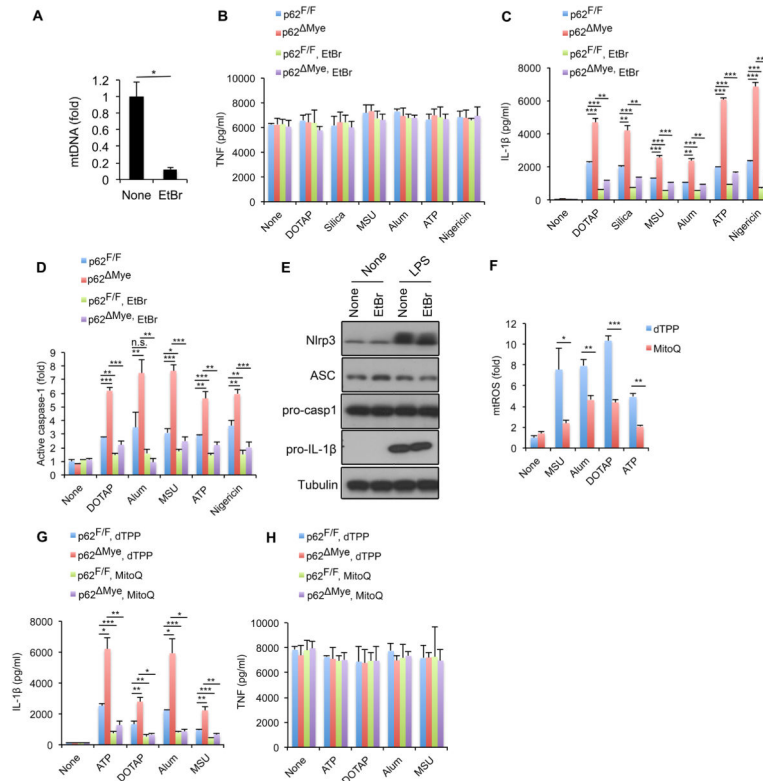 A
mtDNA (fold)
1.4
1.2
1
0.8
0.6
0.4
0.2
0
*
None EtBr
B
p62F/F
p62ΔMye
p62F/F, EtBr
p62ΔMye, EtBr
TNF (pg/ml)
10000
8000
6000
4000
2000
0
None DOTAP Silica MSU Alum ATP Nigericin
C
p62F/F
p62ΔMye
p62F/F, EtBr
p62ΔMye, EtBr
IL-1β (pg/ml)
8000
6000
4000
2000
0
None DOTAP Silica MSU Alum ATP Nigericin
D
p62F/F
p62ΔMye
p62F/F, EtBr
p62ΔMye, EtBr
Active caspase-1 (fold)
9
8
7
6
5
4
3
2
1
0
n.s.
None DOTAP Alum MSU ATP Nigericin
E
None LPS
None EtBr None EtBr
Nlrp3
ASC
pro-casp1
pro-IL-1β
Tubulin
F
dTPP
MitoQ
mtROS (fold)
12
10
8
6
4
2
0
* ** *** **
None MSU Alum DOTAP ATP
G
p62F/F, dTPP
p62ΔMye, dTPP
p62F/F, MitoQ
p62ΔMye, MitoQ
IL-1β (pg/ml)
8000
6000
4000
2000
0
None ATP DOTAP Alum MSU
H
p62F/F, dTPP
p62ΔMye, dTPP
p62F/F, MitoQ
p62ΔMye, MitoQ
TNF (pg/ml)
10000
8000
6000
4000
2000
0
None ATP DOTAP Alum MSU